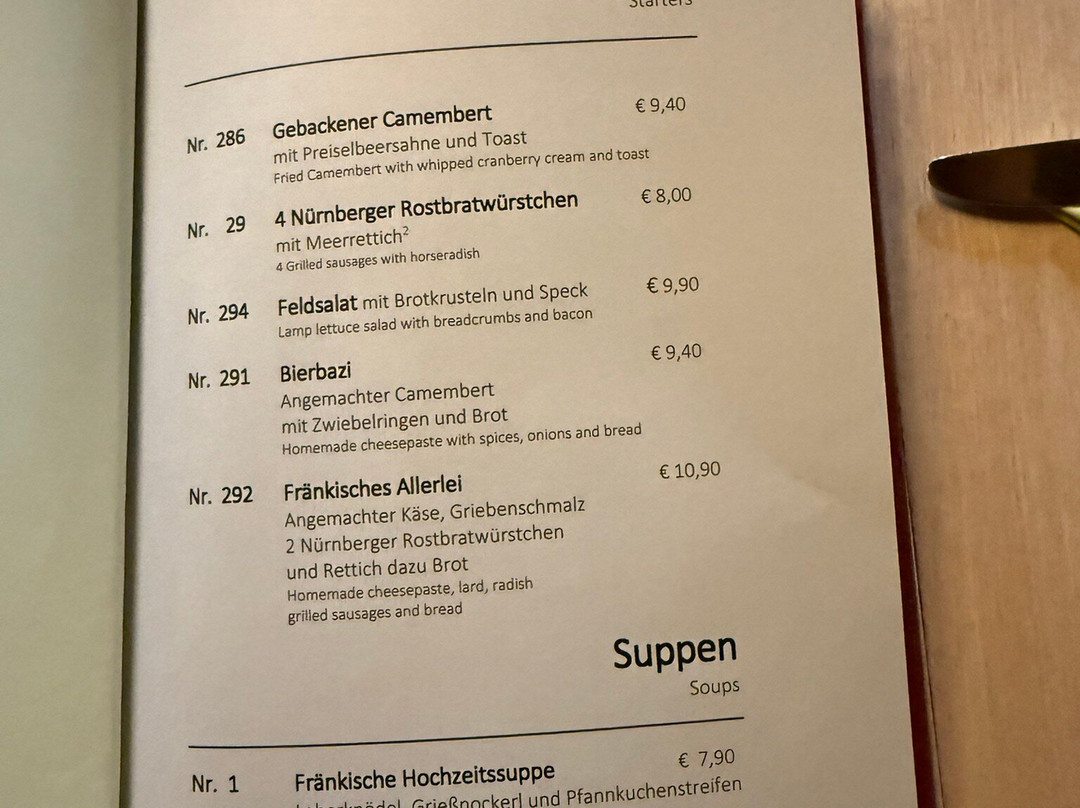 Starters
Nr. 286 Gebackener Camembert € 9,40
mit Preiselbeersahne und Toast
Fried Camembert with whipped cranberry cream and toast
Nr. 29 4 Nürnberger Rostbratwürstchen € 8,00
mit Meerrettich²
4 Grilled sausages with horseradish
Nr. 294 Feldsalat mit Brotkrusteln und Speck € 9,90
Lamp lettuce salad with breadcrumbs and bacon
Nr. 291 Bierbazi € 9,40
Angemachter Camembert
mit Zwiebelringen und Brot
Homemade cheesepaste with spices, onions and bread
Nr. 292 Fränkisches Allerlei € 10,90
Angemachter Käse, Griebenschmalz
2 Nürnberger Rostbratwürstchen
und Rettich dazu Brot
Homemade cheesepaste, lard, radish
grilled sausages and bread
Suppen
Soups
Nr. 1 Fränkische Hochzeitssuppe € 7,90
Grießnockerl und Pfannkuchenstreifen